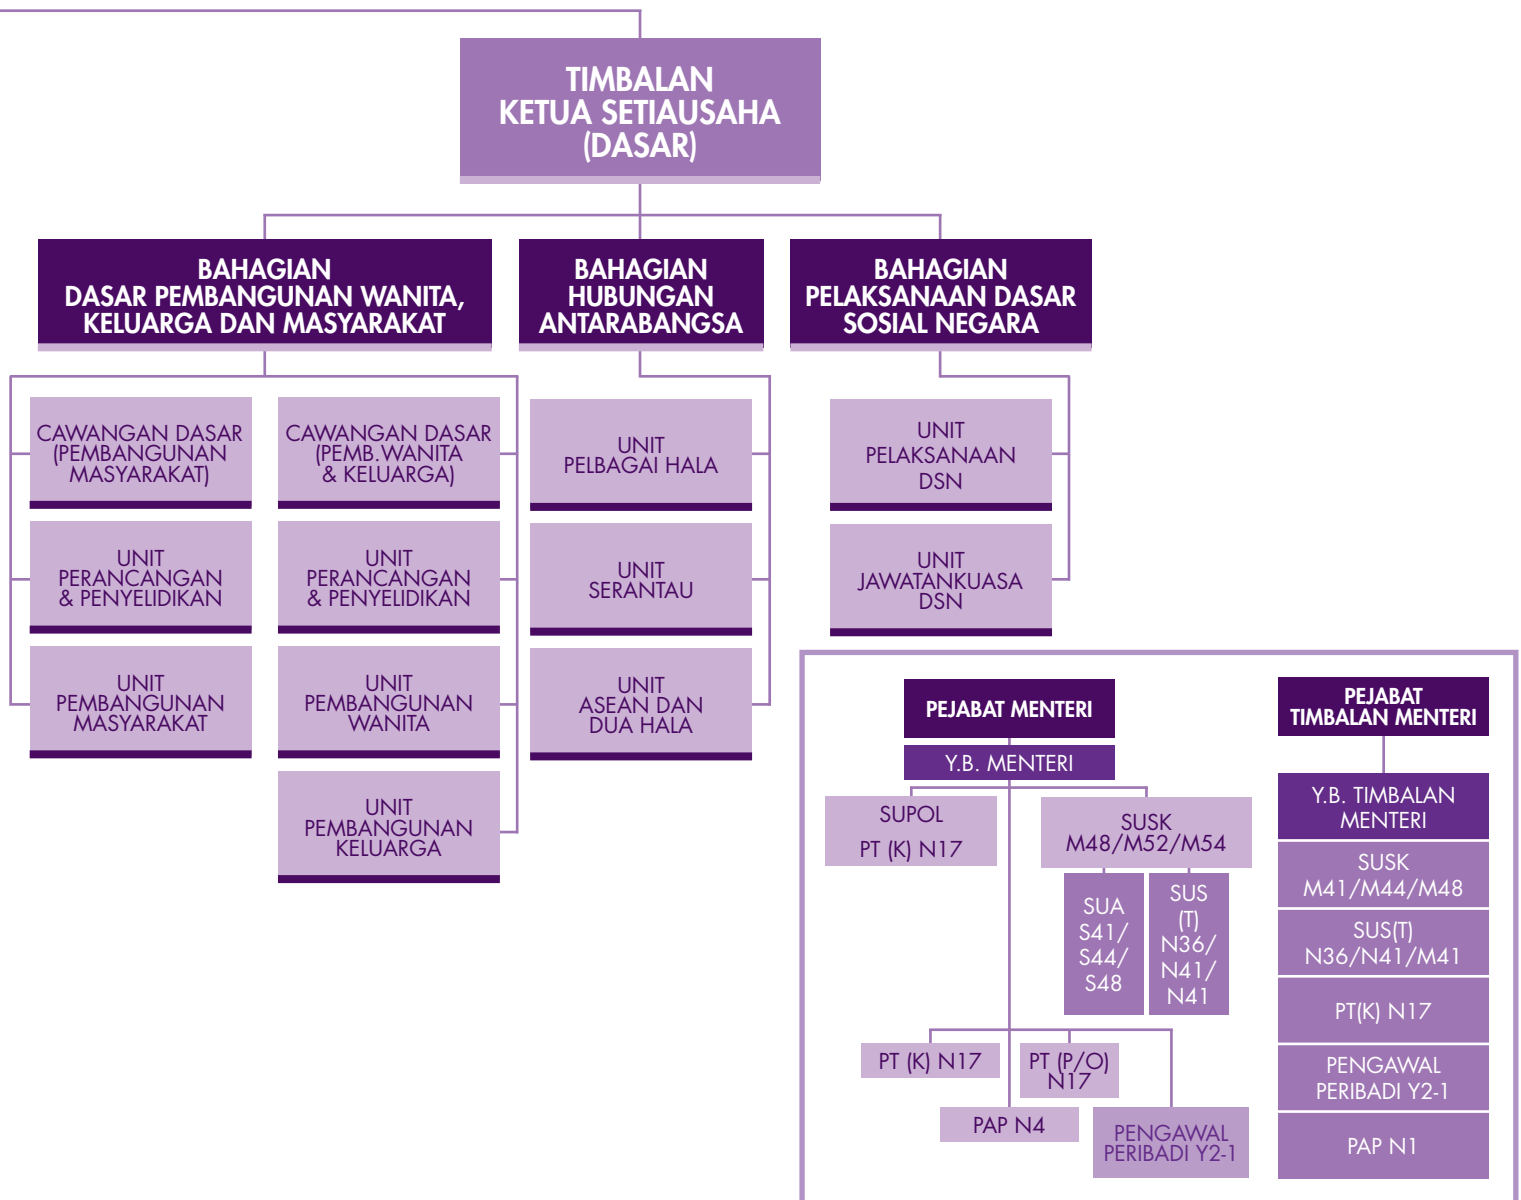 TIMBALAN
KETUA SETIAUSAHA
(DASAR)
BAHAGIAN
DASAR PEMBANGUNAN WANITA,
KELUARGA DAN MASYARAKAT
BAHAGIAN
HUBUNGAN
ANTARABANGSA
BAHAGIAN
PELAKSANAAN DASAR
SOSIAL NEGARA
CAWANGAN DASAR
(PEMBANGUNAN
MASYARAKAT)
UNIT
PERANCANGAN
& PENYELIDIKAN
UNIT
PEMBANGUNAN
MASYARAKAT
CAWANGAN DASAR
(PEMB.WANITA
& KELUARGA)
UNIT
PERANCANGAN
& PENYELIDIKAN
UNIT
PEMBANGUNAN
WANITA
UNIT
PEMBANGUNAN
KELUARGA
UNIT
PELBAGAI HALA
UNIT
SERANTAU
UNIT
ASEAN DAN
DUA HALA
UNIT
PELAKSANAAN
DSN
UNIT
JAWATANKUASA
DSN
PEJABAT MENTERI
Y.B. MENTERI
SUPOL
PT (K) N17
SUSK
M48/M52/M54
SUA
S41/
S44/
S48
SUS
(T)
N36/
N41/
N41
PT (K) N17
PT (P/O)
N17
PAP N4
PENGAWAL
PERIBADI Y2-1
PEJABAT
TIMBALAN MENTERI
Y.B. TIMBALAN
MENTERI
SUSK
M41/M44/M48
SUS(T)
N36/N41/M41
PT(K) N17
PENGAWAL
PERIBADI Y2-1
PAP N1